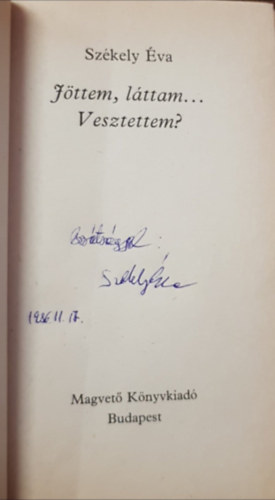 Székely Éva
Jöttem, láttam...
Vesztettem?
Barátsággal:
Székely Éva
1986. 11. 17.
Magvető Könyvkiadó
Budapest